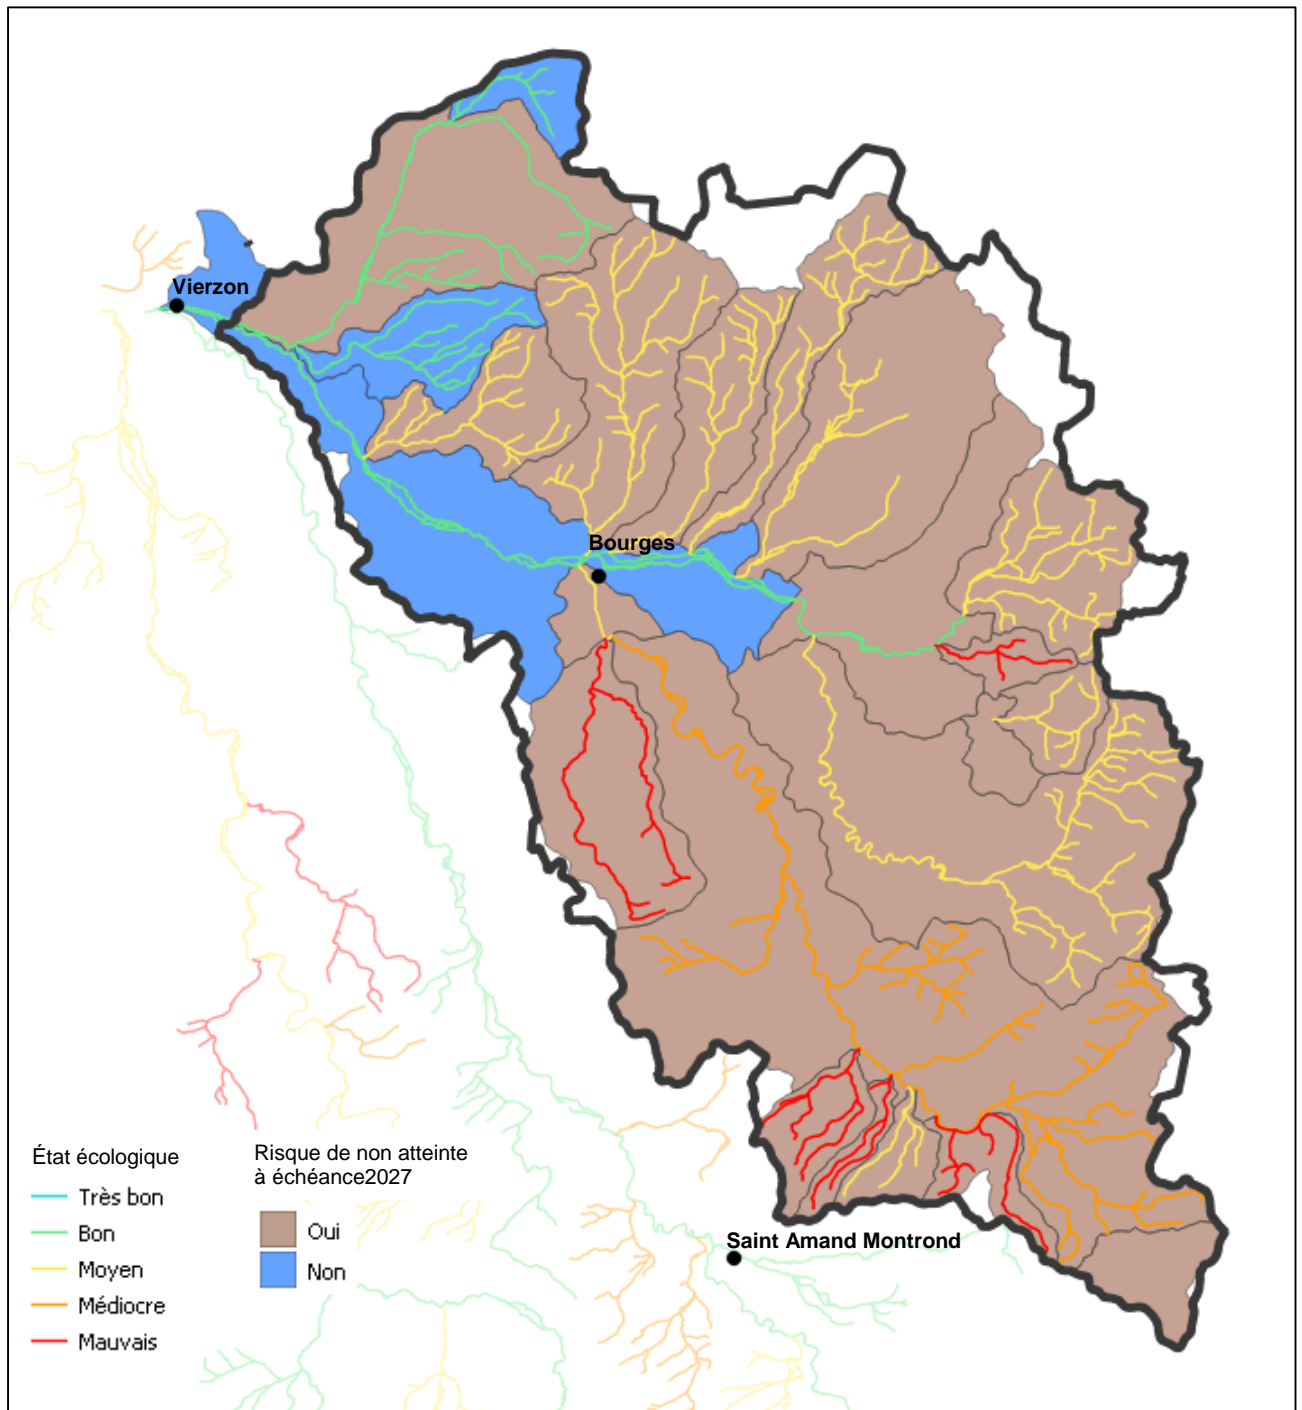 Vierzon
Bourges
Saint Amand Montrond
État écologique
Très bon
Bon
Moyen
Médiocre
Mauvais
Risque de non atteinte
à échéance2027
Oui
Non